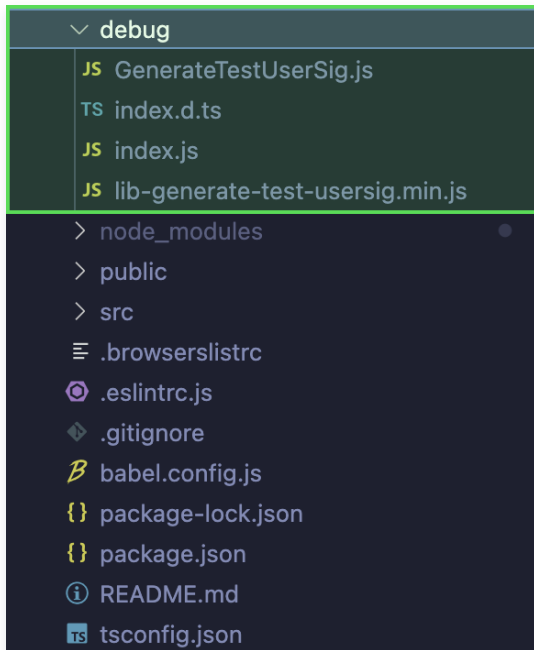 debug
JS GenerateTestUserSig.js
TS index.d.ts
JS index.js
JS lib-generate-test-usersig.min.js
node_modules
public
src
.browserslistrc
.eslintrc.js
.gitignore
babel.config.js
{} package-lock.json
{} package.json
README.md
TS tsconfig.json